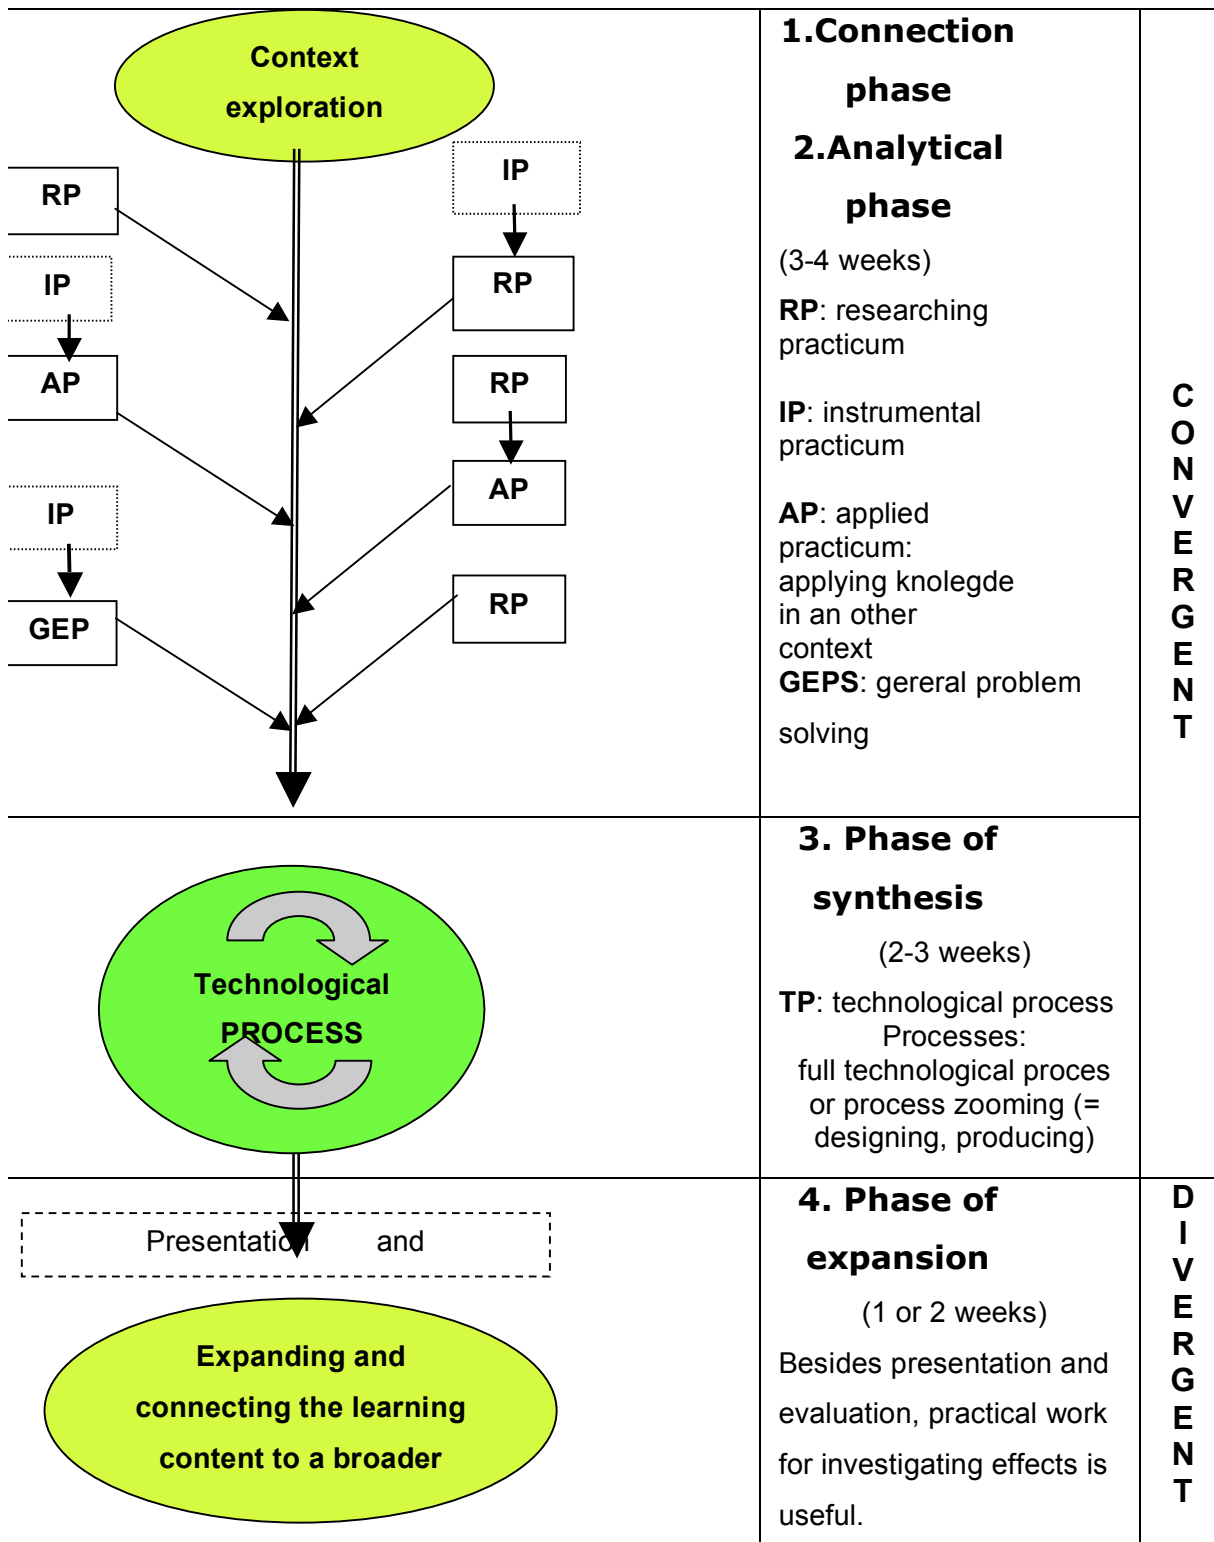 Context
exploration
RP
IP
AP
IP
GEP
IP
RP
RP
AP
RP
1.Connection
phase
2.Analytical
phase
(3-4 weeks)
RP: researching
practicum
IP: instrumental
practicum
AP: applied
practicum:
applying knolegde
in an other
context
GEPS: gereral problem
solving
C
O
N
V
E
R
G
E
N
T
Technological
PROCESS
3. Phase of
synthesis
(2-3 weeks)
TP: technological process
Processes:
full technological proces
or process zooming (=
designing, producing)
Presentation and
Expanding and
connecting the learning
content to a broader
4. Phase of
expansion
(1 or 2 weeks)
Besides presentation and
evaluation, practical work
for investigating effects is
useful.
D
I
V
E
R
G
E
N
T